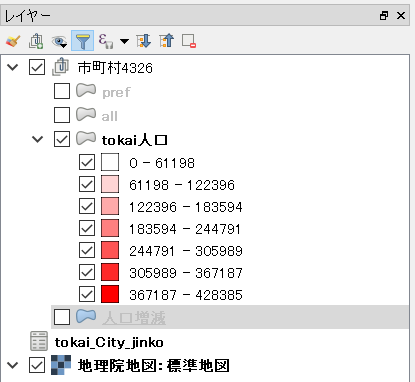 レイヤー
市町村4326
pref
all
tokai人口
0 - 61198
61198 - 122396
122396 - 183594
183594 - 244791
244791 - 305989
305989 - 367187
367187 - 428385
人口増減
tokai_City_jinko
地理院地図: 標準地図